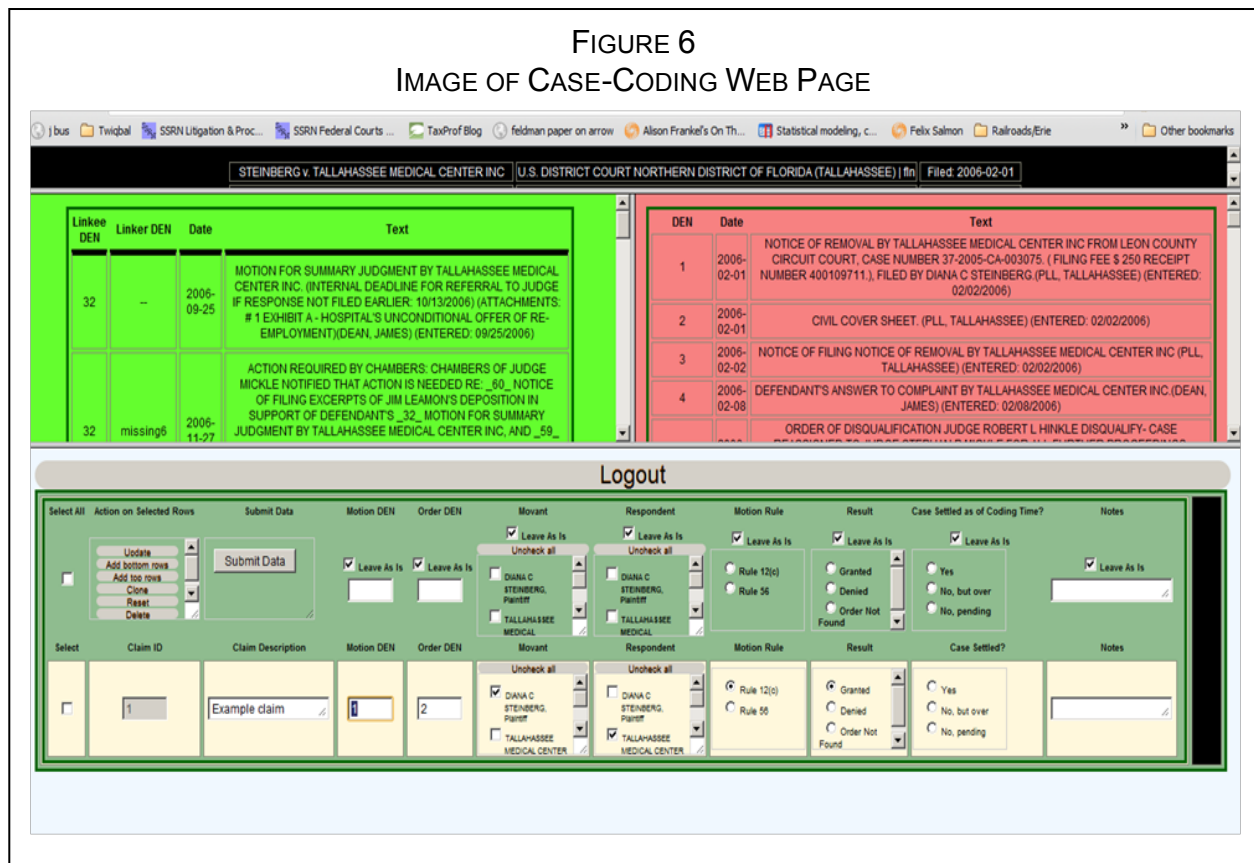 FIGURE 6
IMAGE OF CASE-CODING WEB PAGE
j bus Twiqbal SSRN Litigation & Proc... SSRN Federal Courts ... TaxProf Blog feldman paper on arrow Alison Frankel's On Th... Statistical modeling, c... Felix Salmon Railroads/Erie » Other bookmarks
STEINBERG v. TALLAHASSEE MEDICAL CENTER INC U.S. DISTRICT COURT NORTHERN DISTRICT OF FLORIDA (TALLAHASSEE) | fln Filed: 2006-02-01
Linkee
DEN Linker DEN Date Text
32 -- 2006-
09-25
MOTION FOR SUMMARY JUDGMENT BY TALLAHASSEE MEDICAL
CENTER INC. (INTERNAL DEADLINE FOR REFERRAL TO JUDGE
IF RESPONSE NOT FILED EARLIER: 10/13/2006) (ATTACHMENTS:
# 1 EXHIBIT A - HOSPITAL'S UNCONDITIONAL OFFER OF RE-
EMPLOYMENT)(DEAN, JAMES) (ENTERED: 09/25/2006)
32 missing6 2006-
11-27
ACTION REQUIRED BY CHAMBERS: CHAMBERS OF JUDGE
MICKLE NOTIFIED THAT ACTION IS NEEDED RE: _60_ NOTICE
OF FILING EXCERPTS OF JIM LEAMON'S DEPOSITION IN
SUPPORT OF DEFENDANT'S _32_ MOTION FOR SUMMARY
JUDGMENT BY TALLAHASSEE MEDICAL CENTER INC, AND _59_
DEN Date Text
1 2006-
02-01
NOTICE OF REMOVAL BY TALLAHASSEE MEDICAL CENTER INC FROM LEON COUNTY
CIRCUIT COURT, CASE NUMBER 37-2005-CA-003075. ( FILING FEE $ 250 RECEIPT
NUMBER 400109711.), FILED BY DIANA C STEINBERG.(PLL, TALLAHASSEE) (ENTERED:
02/02/2006)
2 2006-
02-01
CIVIL COVER SHEET. (PLL, TALLAHASSEE) (ENTERED: 02/02/2006)
3 2006-
02-02
NOTICE OF FILING NOTICE OF REMOVAL BY TALLAHASSEE MEDICAL CENTER INC (PLL,
TALLAHASSEE) (ENTERED: 02/02/2006)
4 2006-
02-08
DEFENDANT'S ANSWER TO COMPLAINT BY TALLAHASSEE MEDICAL CENTER INC.(DEAN,
JAMES) (ENTERED: 02/08/2006)
ORDER OF DISQUALIFICATION JUDGE ROBERT L HINKLE DISQUALIFY- CASE
Logout
Select All Action on Selected Rows Submit Data Motion DEN Order DEN Movant Respondent Motion Rule Result Case Settled as of Coding Time? Notes
Update
Add bottom rows
Add top rows
Clone
Reset
Delete
Submit Data
Leave As Is
Leave As Is
Leave As Is
Uncheck all
DIANA C
STEINBERG,
Plaintiff
TALLAHASSEE
MEDICAL
Leave As Is
Uncheck all
DIANA C
STEINBERG,
Plaintiff
TALLAHASSEE
MEDICAL
Leave As Is
Rule 12(c)
Rule 56
Leave As Is
Granted
Denied
Order Not
Found
Leave As Is
Yes
No, but over
No, pending
Leave As Is
Select Claim ID Claim Description Motion DEN Order DEN Movant Respondent Motion Rule Result Case Settled? Notes
1
Example claim
1
2
Uncheck all
DIANA C
STEINBERG,
Plaintiff
TALLAHASSEE
MEDICAL CENTER
Uncheck all
DIANA C
STEINBERG,
Plaintiff
TALLAHASSEE
MEDICAL CENTER
Rule 12(c)
Rule 56
Granted
Denied
Order Not
Found
Yes
No, but over
No, pending